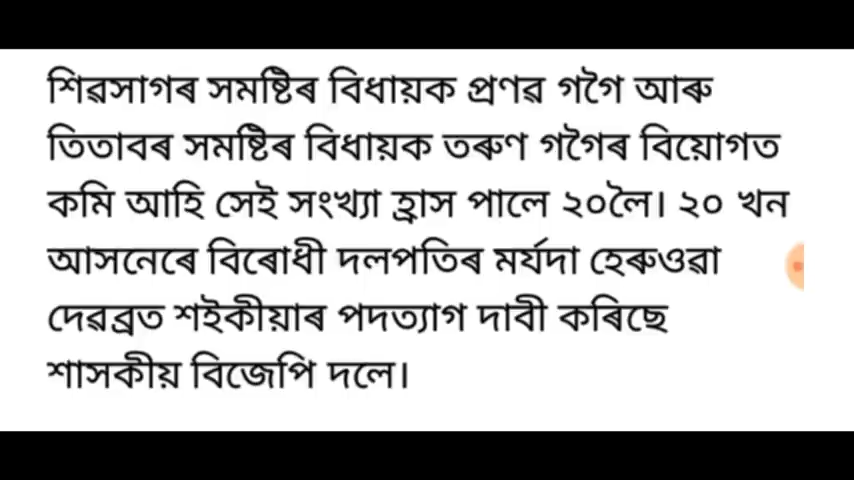 শিৱসাগৰ সমষ্টিৰ বিধায়ক প্ৰণৱ গগৈ আৰু
তিতাবৰ সমষ্টিৰ বিধায়ক তৰুণ গগৈৰ বিয়োগত
কমি আহি সেই সংখ্যা হ্ৰাস পালে ২০লৈ। ২০ খন
আসনেৰে বিৰোধী দলপতিৰ মৰ্যদা হেৰুওৱা
দেৱব্ৰত শইকীয়াৰ পদত্যাগ দাবী কৰিছে
শাসকীয় বিজেপি দলে।